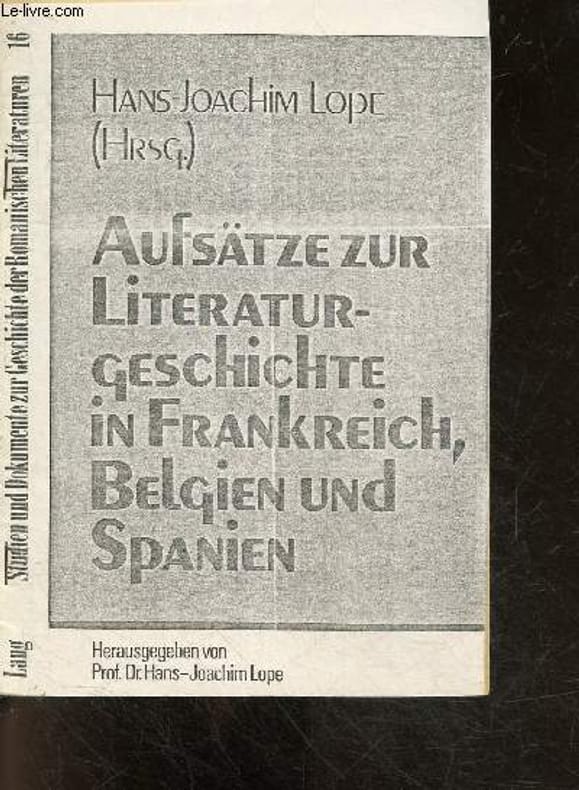 Le-livre.com
HANS-JOACHIM LOPE
(HRSG.)
AUFSÄTZE ZUR
LITERATUR-
GESCHICHTE
IN FRANKREICH,
BELGIEN UND
SPANIEN
Herausgegeben von
Prof. Dr. Hans-Joachim Lope
Lang Studien und Dokumente zur Geschichte der Romanischen Literaturen 16